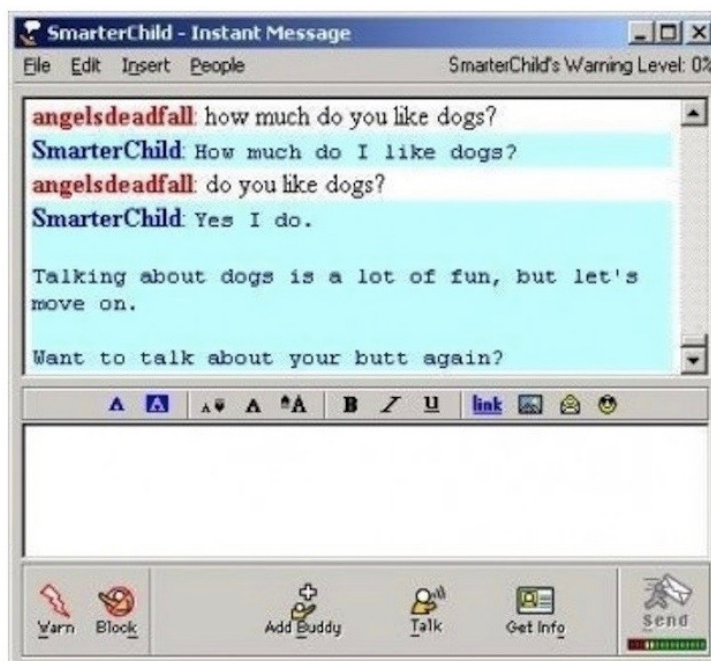 SmarterChild - Instant Message
File Edit Insert People SmarterChild's Warning Level: 0%
angelsdeadfall: how much do you like dogs?
SmarterChild: How much do I like dogs?
angelsdeadfall: do you like dogs?
SmarterChild: Yes I do.
Talking about dogs is a lot of fun, but let's
move on.
Want to talk about your butt again?
A A A A A B I U link
Warn Block Add Buddy Talk Get Info Send